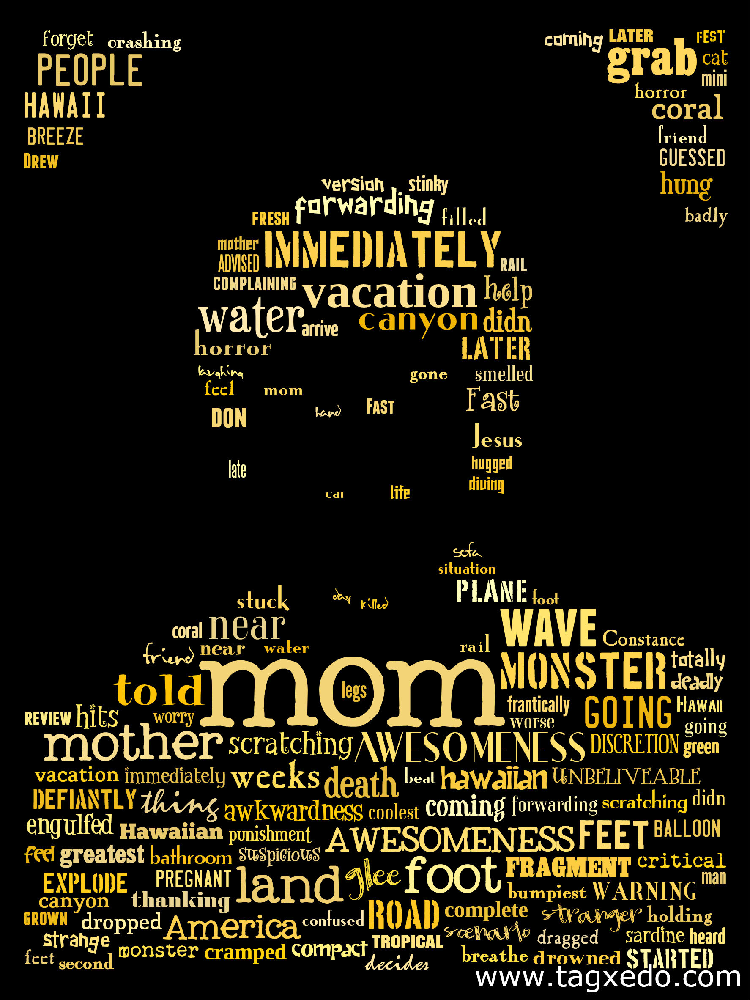 forget crashing
PEOPLE
HAWAII
BREEZE
DREW
coming LATER FEST
grab cat
mini
horror
coral
friend
GUESSED
hung
badly
version stinky
forwarding
FRESH filled
mother IMMEDIATELY
ADVISED RAIL
COMPLAINING vacation help
water arrive canyon didn
horror LATER
laughing gone smelled
feel mom Fast
DON hand FAST
Jesus
late hugged
diving
car life
sofa
situation
PLANE foot
stuck day killed
coral near WAVE Constance
friend near water rail
told mom legs MONSTER totally
deadly
REVIEW hits worry frantically GOING HAWAii
worse going
mother scratching AWESOMENESS DISCRETION green
vacation immediately weeks death beat hawaiian UNBELIVEABLE
DEFIANTLY thing awkwardness coolest coming forwarding scratching didn
engulfed Hawaiian punishment AWESOMENESS FEET BALLOON
feel greatest bathroom suspicious
EXPLODE PREGNANT land glee foot FRAGMENT critical
man
canyon thanking bumpiest WARNING
GROWN dropped America confused ROAD complete stranger holding
strange monster cramped compact TROPICAL scenario dragged sardine heard
feet second decides breathe drowned STARTED
www.tagxedo.com